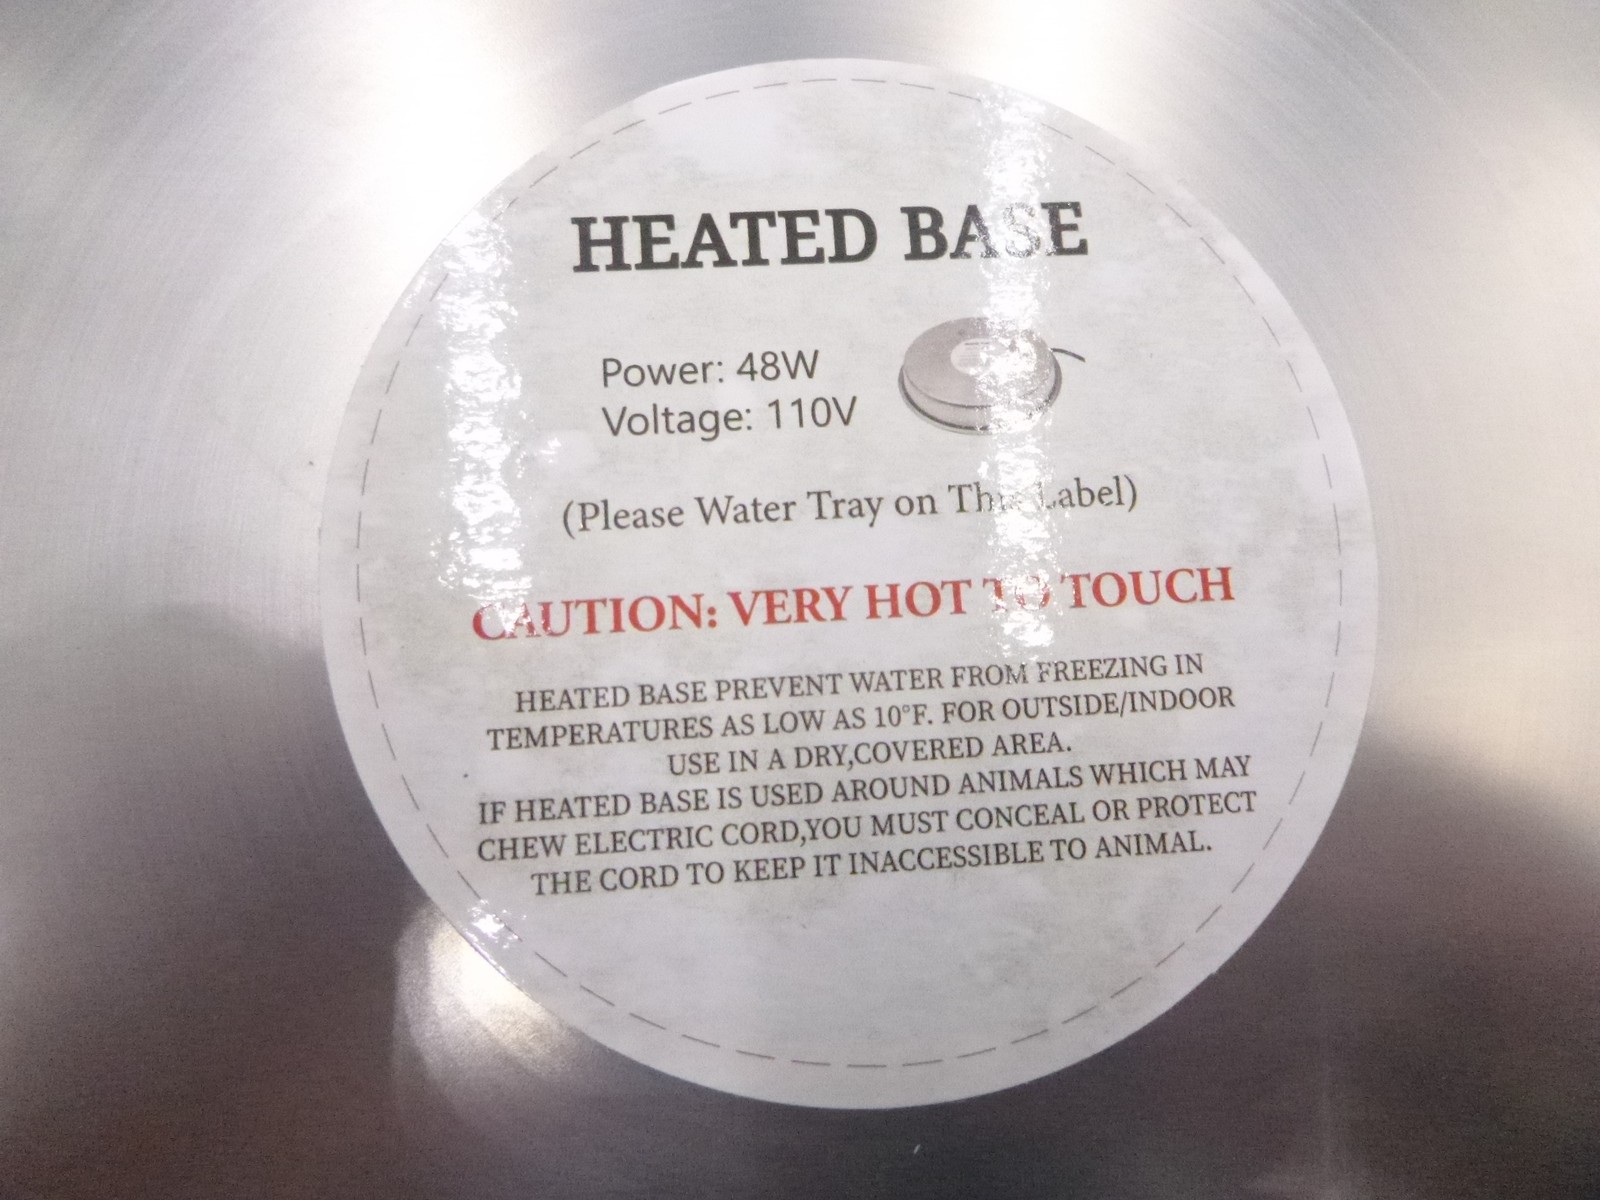 HEATED BASE
Power: 48W
Voltage: 110V
(Please Water Tray on This Label)
CAUTION: VERY HOT TO TOUCH
HEATED BASE PREVENT WATER FROM FREEZING IN
TEMPERATURES AS LOW AS 10°F. FOR OUTSIDE/INDOOR
USE IN A DRY,COVERED AREA.
IF HEATED BASE IS USED AROUND ANIMALS WHICH MAY
CHEW ELECTRIC CORD,YOU MUST CONCEAL OR PROTECT
THE CORD TO KEEP IT INACCESSIBLE TO ANIMAL.